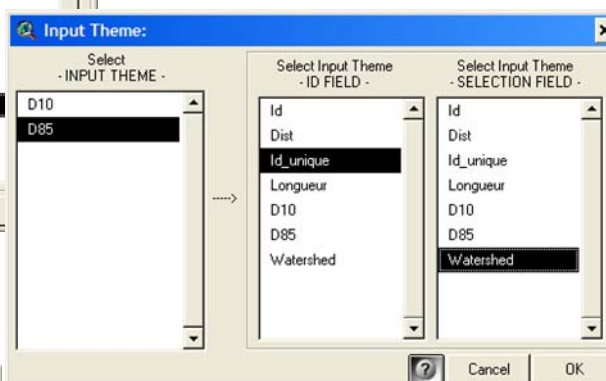 Input Theme:
Select
- INPUT THEME -
D10
D85
----->
Select Input Theme
- ID FIELD -
Id
Dist
Id_unique
Longueur
D10
D85
Watershed
Select Input Theme
- SELECTION FIELD -
Id
Dist
Id_unique
Longueur
D10
D85
Watershed
?
Cancel
OK